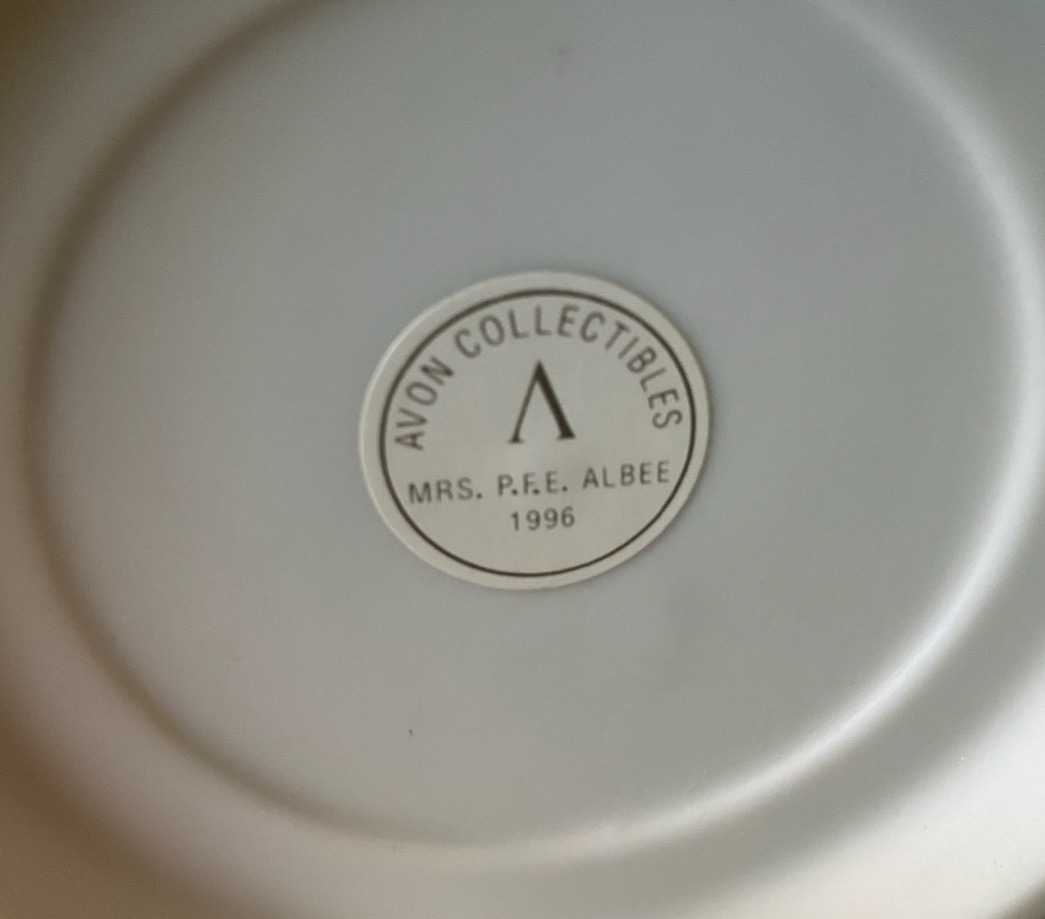 AVON COLLECTIBLES
Λ
MRS. P.F.E. ALBEE
1996